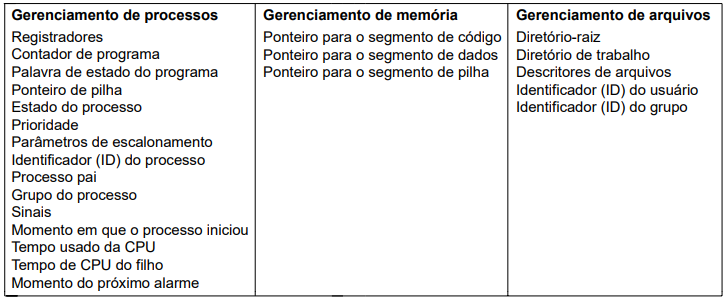 Gerenciamento de processos
Registradores
Contador de programa
Palavra de estado do programa
Ponteiro de pilha
Estado do processo
Prioridade
Parâmetros de escalonamento
Identificador (ID) do processo
Processo pai
Grupo do processo
Sinais
Momento em que o processo iniciou
Tempo usado da CPU
Tempo de CPU do filho
Momento do próximo alarme
Gerenciamento de memória
Ponteiro para o segmento de código
Ponteiro para o segmento de dados
Ponteiro para o segmento de pilha
Gerenciamento de arquivos
Diretório-raiz
Diretório de trabalho
Descritores de arquivos
Identificador (ID) do usuário
Identificador (ID) do grupo